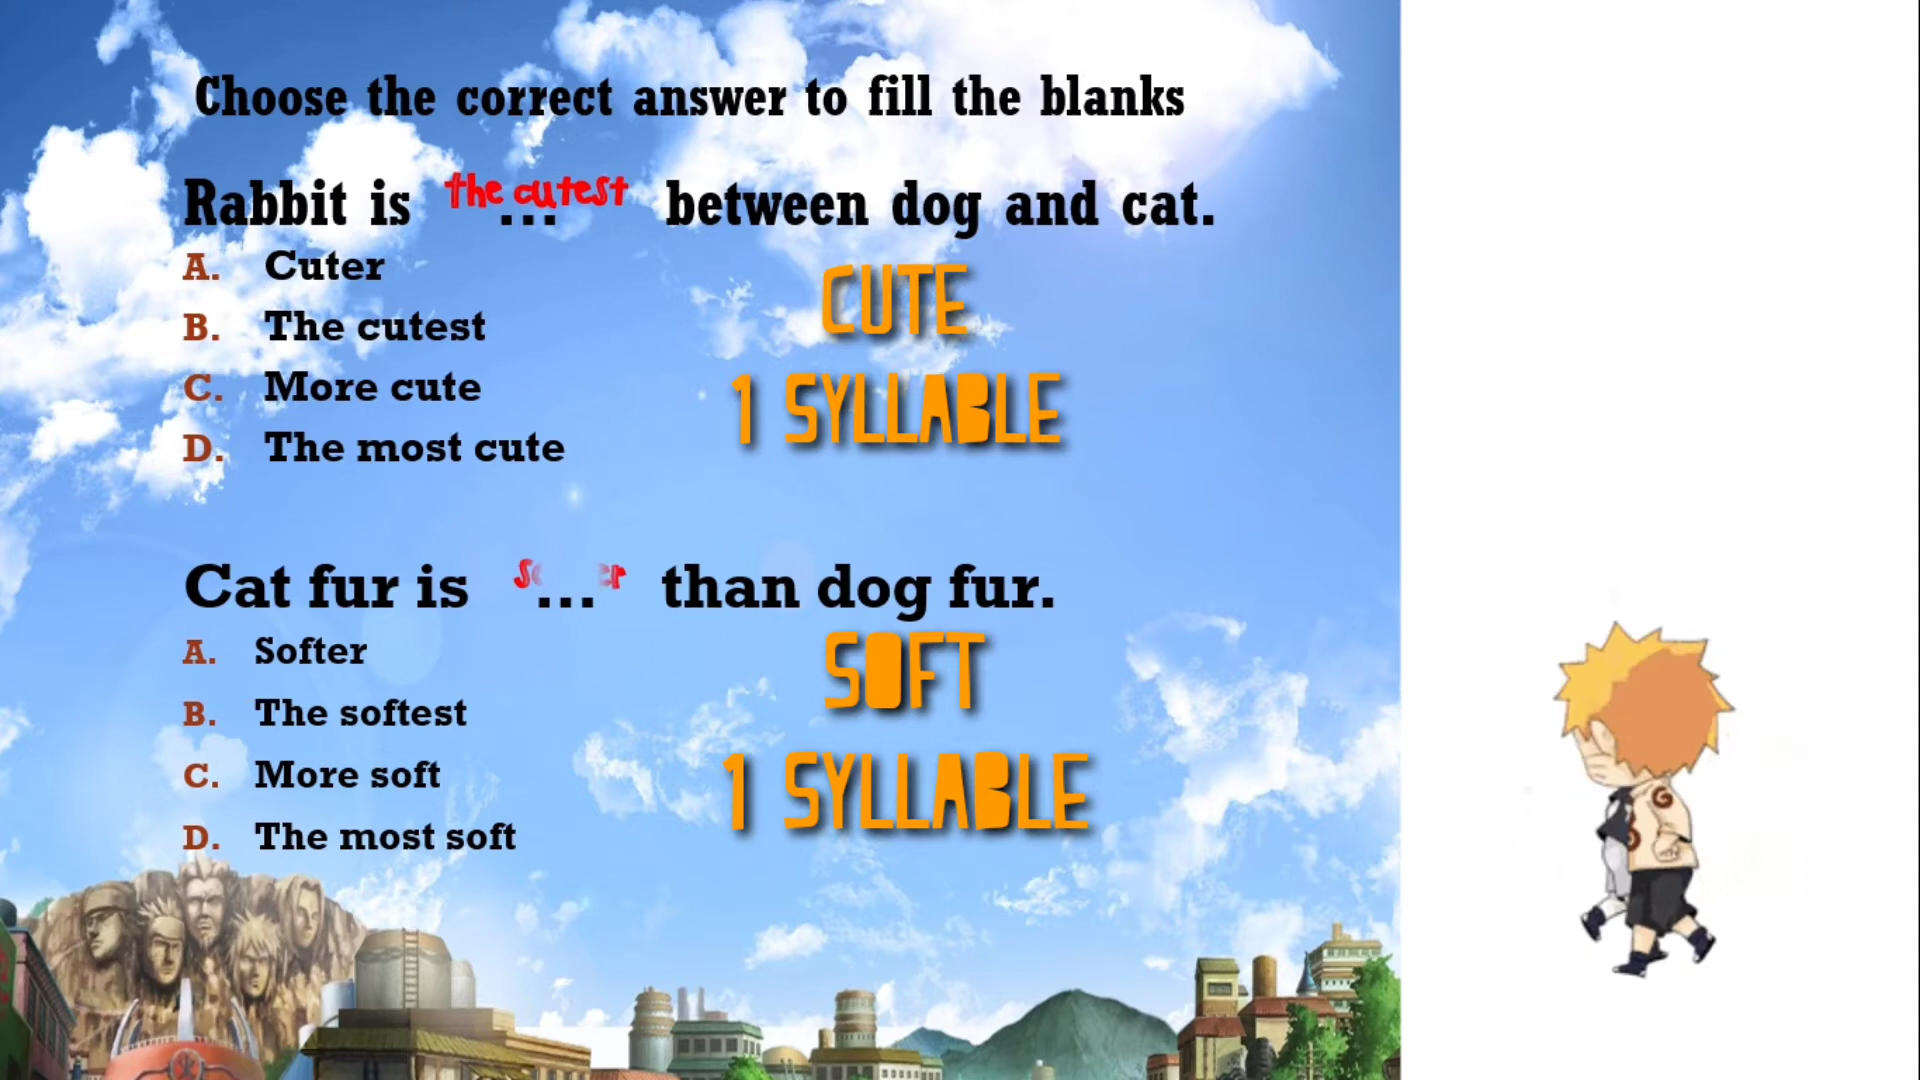 Choose the correct answer to fill the blanks
Rabbit is the cutest ... between dog and cat.
A. Cuter
B. The cutest
C. More cute
D. The most cute
CUTE
1 SYLLABLE
Cat fur is ... than dog fur.
A. Softer
B. The softest
C. More soft
D. The most soft
SOFT
1 SYLLABLE